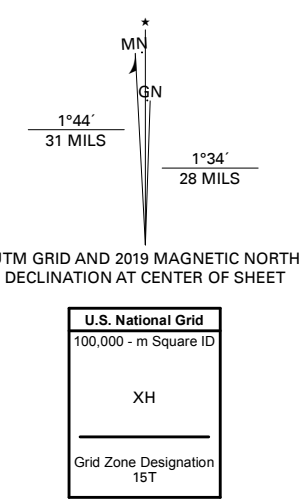 MN
GN
1°44´
31 MILS
1°34´
28 MILS
UTM GRID AND 2019 MAGNETIC NORTH
DECLINATION AT CENTER OF SHEET
U.S. National Grid
100,000 - m Square ID
XH
Grid Zone Designation
15T